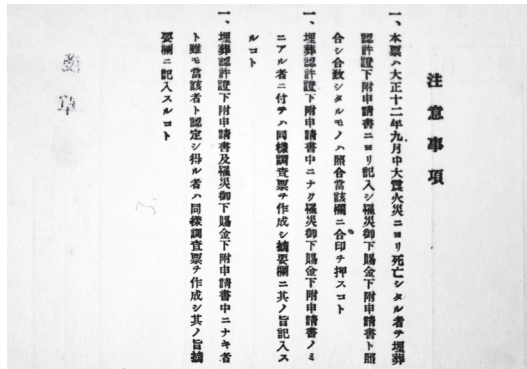 注意事項
一、本票ハ大正十二年九月中大震火災ニヨリ死亡シタル者ヲ埋葬
認許證下附申請書ニヨリ記入シ罹災御下賜金下附申請書ト照
合シ合致シタルモノハ照合當該欄ニ合印ヲ押スコト
一、埋葬認許證下附申請書中ニナク罹災御下賜金下附申請書ノミ
ニアル者ニ付テハ同樣調査票ヲ作成シ摘要欄ニ其ノ旨記入ス
ルコト
一、埋葬認許證下附申請書及罹災御下賜金下附申請書中ニナキ者
ト雖モ當該者ト認定シ得ル者ハ同樣調査票ヲ作成シ其ノ旨摘
要欄ニ記入スルコト
章